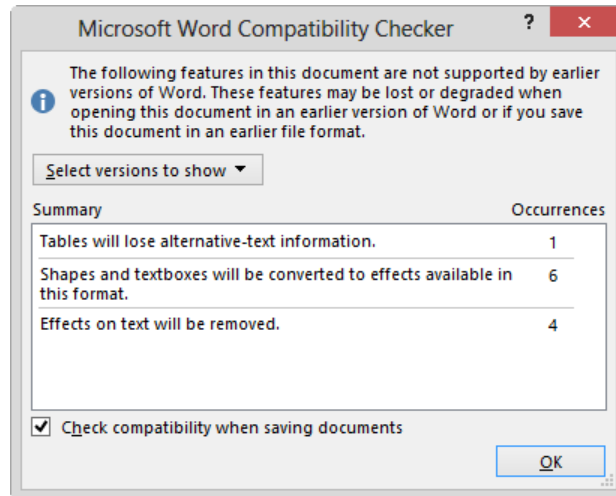 Microsoft Word Compatibility Checker
?
The following features in this document are not supported by earlier
versions of Word. These features may be lost or degraded when
opening this document in an earlier version of Word or if you save
this document in an earlier file format.
Select versions to show
Summary Occurrences
Tables will lose alternative-text information. 1
Shapes and textboxes will be converted to effects available in 6
this format.
Effects on text will be removed. 4
Check compatibility when saving documents
OK